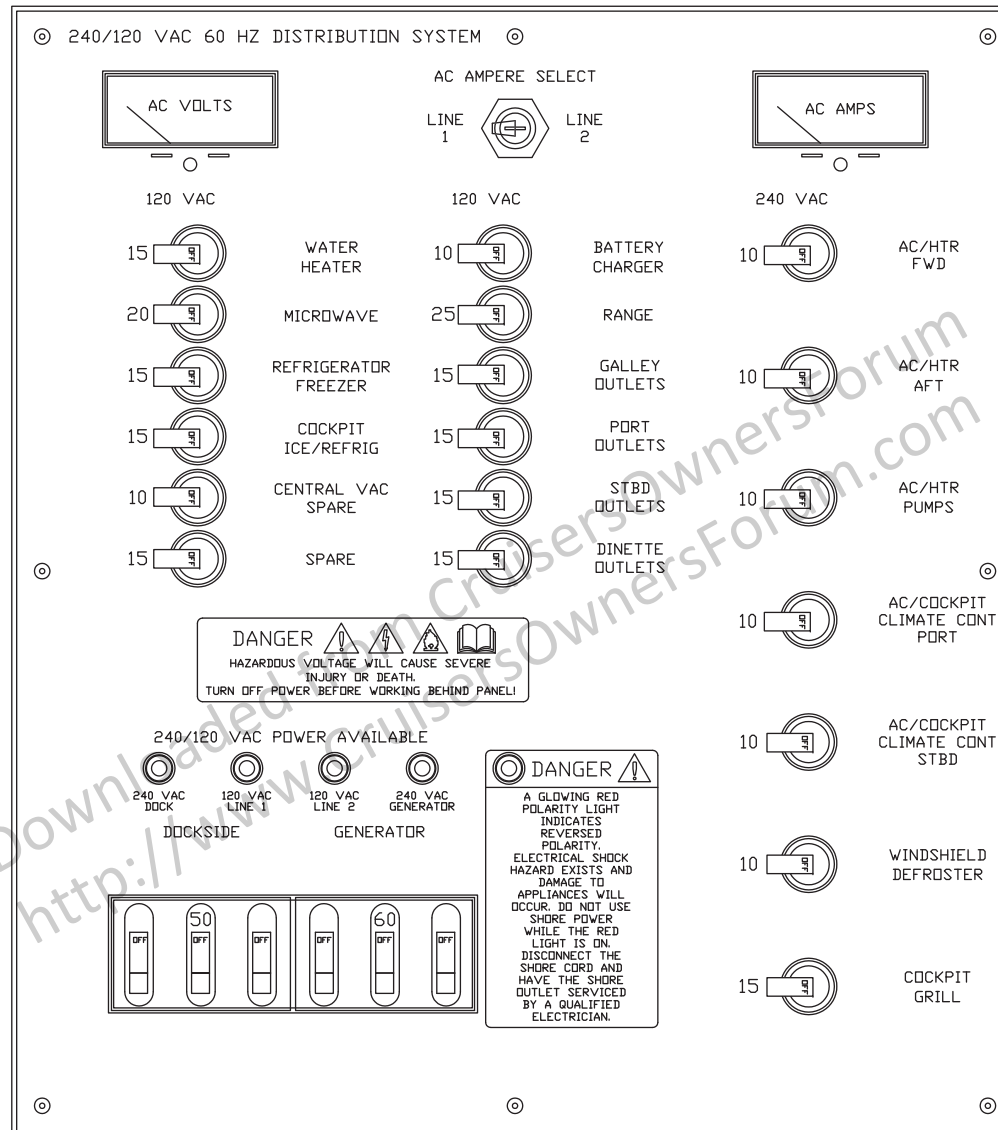 240/120 VAC 60 HZ DISTRIBUTION SYSTEM
AC VOLTS
AC AMPERE SELECT
LINE
1
LINE
2
AC AMPS
120 VAC
15
OFF
WATER
HEATER
20
OFF
MICROWAVE
15
OFF
REFRIGERATOR
FREEZER
15
OFF
COCKPIT
ICE/REFRIG
10
OFF
CENTRAL VAC
SPARE
15
OFF
SPARE
120 VAC
10
OFF
BATTERY
CHARGER
25
OFF
RANGE
15
OFF
GALLEY
OUTLETS
15
OFF
PORT
OUTLETS
15
OFF
STBD
OUTLETS
15
OFF
DINETTE
OUTLETS
240 VAC
10
OFF
AC/HTR
FWD
10
OFF
AC/HTR
AFT
10
OFF
AC/HTR
PUMPS
10
OFF
AC/COCKPIT
CLIMATE CONT
PORT
10
OFF
AC/COCKPIT
CLIMATE CONT
STBD
10
OFF
WINDSHIELD
DEFROSTER
15
OFF
COCKPIT
GRILL
DANGER
HAZARDOUS VOLTAGE WILL CAUSE SEVERE
INJURY OR DEATH.
TURN OFF POWER BEFORE WORKING BEHIND PANEL!
240/120 VAC POWER AVAILABLE
240 VAC
DOCK
120 VAC
LINE 1
120 VAC
LINE 2
240 VAC
GENERATOR
DOCKSIDE
GENERATOR
50
60
OFF
OFF
OFF
OFF
OFF
OFF
DANGER
A GLOWING RED
POLARITY LIGHT
INDICATES
REVERSED
POLARITY.
ELECTRICAL SHOCK
HAZARD EXISTS AND
DAMAGE TO
APPLIANCES WILL
OCCUR. DO NOT USE
SHORE POWER
WHILE THE RED
LIGHT IS ON.
DISCONNECT THE
SHORE CORD AND
HAVE THE SHORE
OUTLET SERVICED
BY A QUALIFIED
ELECTRICIAN.
Downloaded from CruisersOwnersForum
http://www.CruisersOwnersForum.com